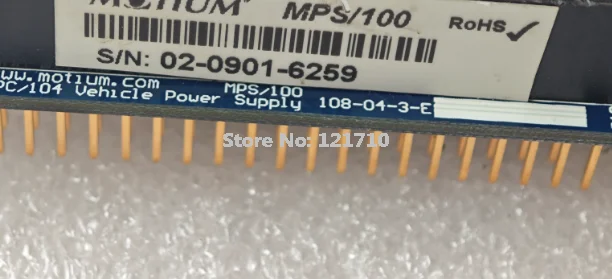 MOTIUM® MPS/100 RoHS
S/N: 02-0901-6259
www.motium.com MPS/100
PC/104 Vehicle Power Supply 108-04-3-E
Store No: 121710